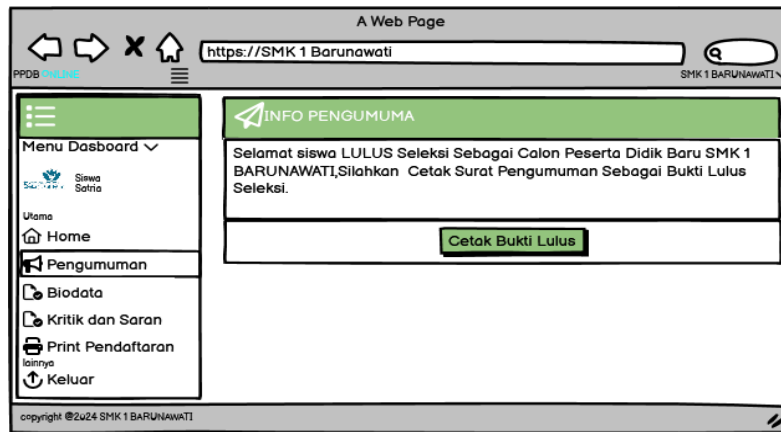 A Web Page
https://SMK 1 Barunawati
PPDB ONLINE
SMK 1 BARUNAWATI
INFO PENGUMUMA
Menu Dasboard
Selamat siswa LULUS Seleksi Sebagai Calon Peserta Didik Baru SMK 1
BARUNAWATI,Silahkan Cetak Surat Pengumuman Sebagai Bukti Lulus
Seleksi.
Siswa
Satria
Utama
Home
Pengumuman
Biodata
Kritik dan Saran
Print Pendaftaran
lainnya
Keluar
Cetak Bukti Lulus
copyright @2024 SMK 1 BARUNAWATI